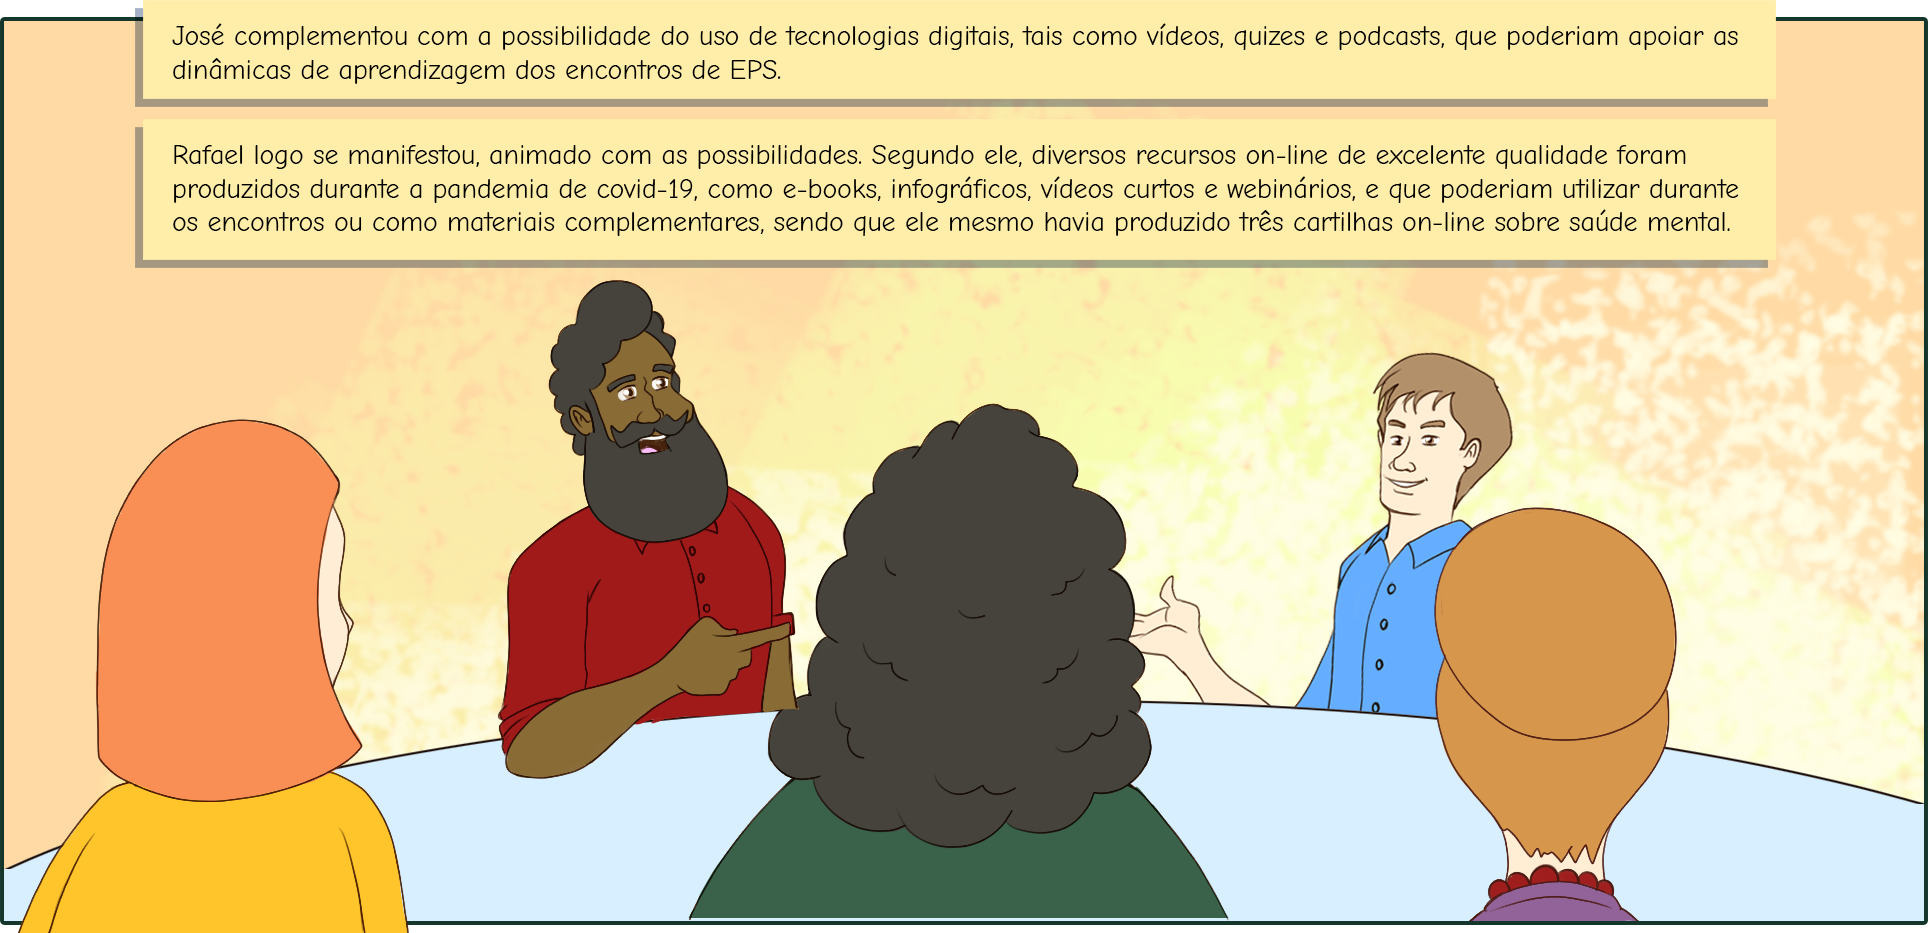 José complementou com a possibilidade do uso de tecnologias digitais, tais como vídeos, quizes e podcasts, que poderiam apoiar as
dinâmicas de aprendizagem dos encontros de EPS.
Rafael logo se manifestou, animado com as possibilidades. Segundo ele, diversos recursos on-line de excelente qualidade foram
produzidos durante a pandemia de covid-19, como e-books, infográficos, vídeos curtos e webinários, e que poderiam utilizar durante
os encontros ou como materiais complementares, sendo que ele mesmo havia produzido três cartilhas on-line sobre saúde mental.